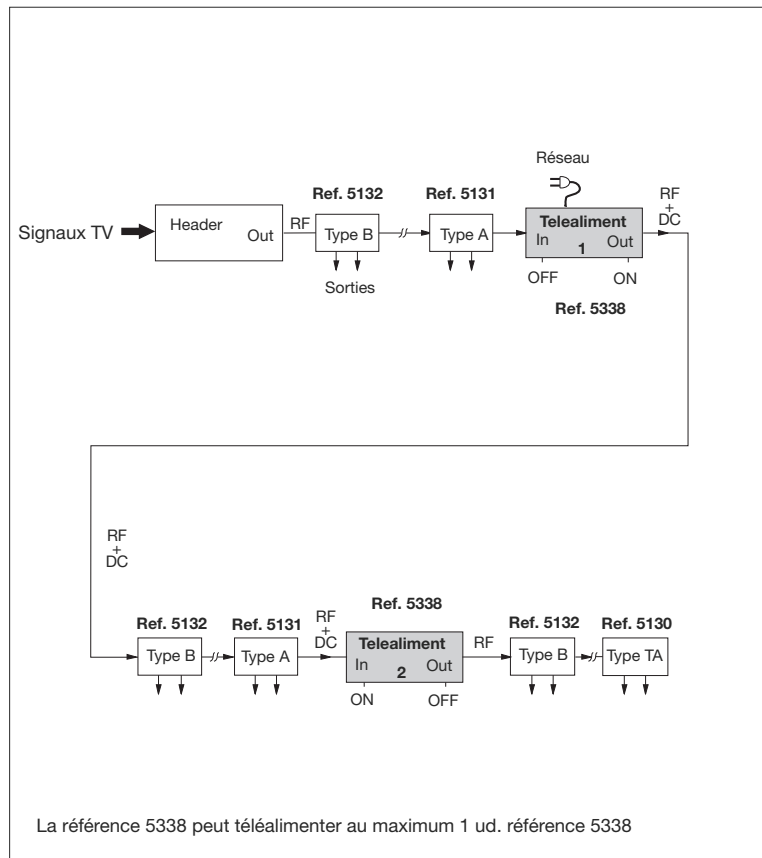 Réseau
Ref. 5132
Ref. 5131
RF
+
DC
Signaux TV
Header
Out
RF
Type B
Type A
Telealiment
In
1
Out
Sorties
OFF
ON
Ref. 5338
RF
+
DC
Ref. 5132
Ref. 5131
RF
+
DC
Ref. 5338
Ref. 5132
Ref. 5130
Type B
Type A
Telealiment
In
2
Out
RF
Type B
Type TA
ON
OFF
La référence 5338 peut téléalimenter au maximum 1 ud. référence 5338